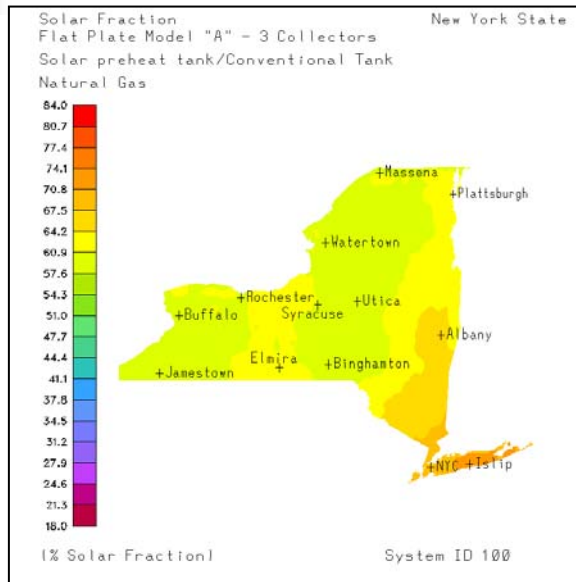 Solar Fraction New York State
Flat Plate Model "A" - 3 Collectors
Solar preheat tank/Conventional Tank
Natural Gas
84.0
80.7
77.4
74.1
70.8
67.5
64.2
60.9
57.6
54.3
51.0
47.7
44.4
41.1
37.8
34.5
31.2
27.9
24.6
21.3
18.0
+Massena
+Plattsburgh
+Watertown
+Rochester
+Utica
Syracuse
+Buffalo
+Albany
Elmira
+Binghamton
+Jamestown
+NYC +Islip
(% Solar Fraction) System ID 100